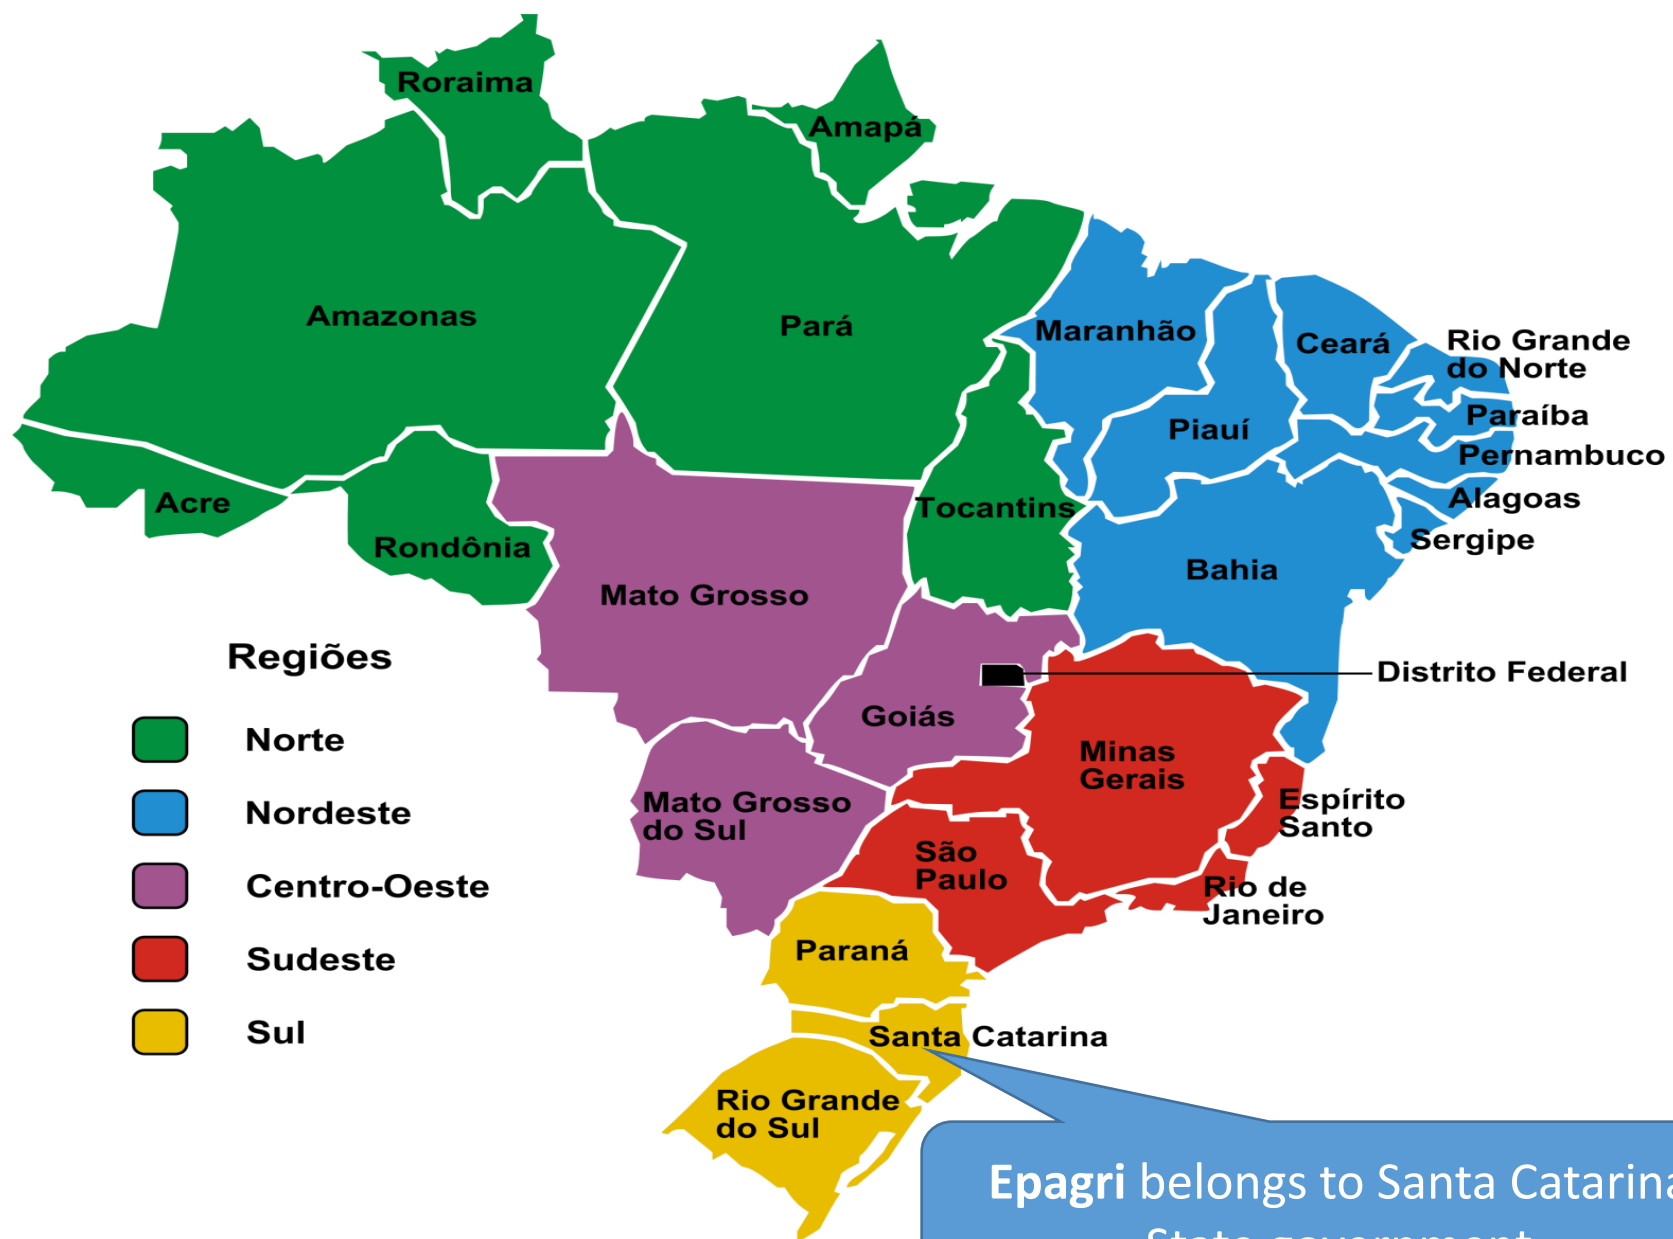 Roraima
Amapá
Amazonas
Pará
Maranhão
Ceará
Rio Grande
do Norte
Paraíba
Piauí
Pernambuco
Alagoas
Acre
Tocantins
Sergipe
Rondônia
Bahia
Mato Grosso
Regiões
Distrito Federal
Goiás
Norte
Minas
Gerais
Mato Grosso
do Sul
Espírito
Santo
Nordeste
São
Paulo
Rio de
Janeiro
Centro-Oeste
Paraná
Sudeste
Sul
Santa Catarina
Rio Grande
do Sul
Epagri belongs to Santa Catarina
State government